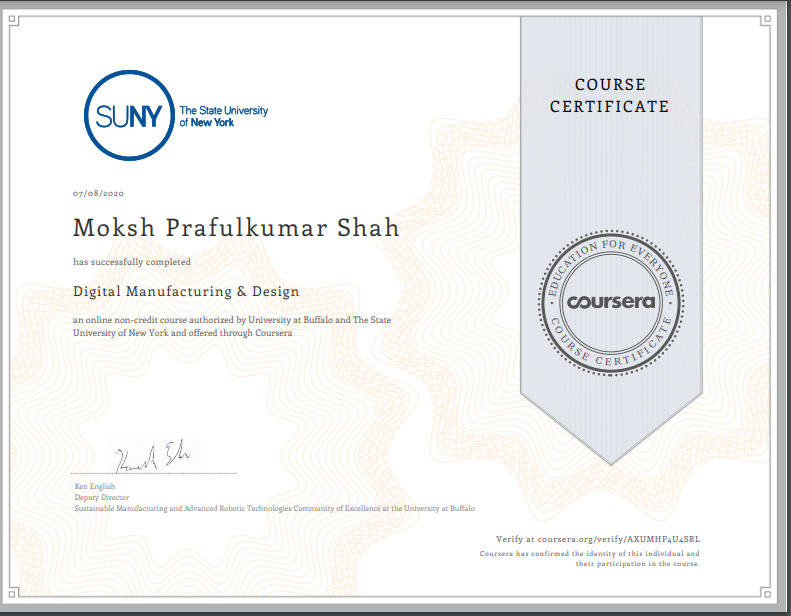 COURSE
CERTIFICATE
SUNY
The State University
of New York
07/08/2020
Moksh Prafulkumar Shah
has successfully completed
Digital Manufacturing & Design
an online non-credit course authorized by University at Buffalo and The State
University of New York and offered through Coursera
EDUCATION FOR EVERYONE
coursera
COURSE CERTIFICATE
Ken English
Deputy Director
Sustainable Manufacturing and Advanced Robotic Technologies Community of Excellence at the University at Buffalo
Verify at coursera.org/verify/AXUMHP4U4SRL
Coursera has confirmed the identity of this individual and
their participation in the course.